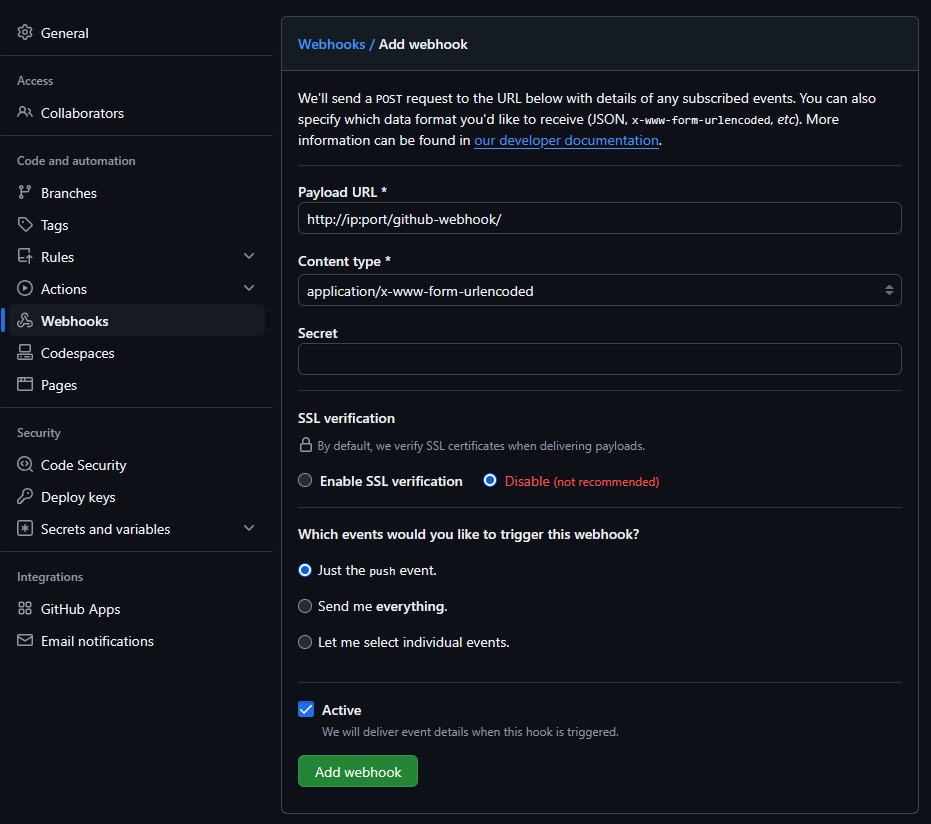 General
Access
Collaborators
Code and automation
Branches
Tags
Rules
Actions
Webhooks
Codespaces
Pages
Security
Code Security
Deploy keys
Secrets and variables
Integrations
GitHub Apps
Email notifications
Webhooks / Add webhook
We'll send a POST request to the URL below with details of any subscribed events. You can also
specify which data format you'd like to receive (JSON, x-www-form-urlencoded, etc). More
information can be found in our developer documentation.
Payload URL *
http://ip:port/github-webhook/
Content type *
application/x-www-form-urlencoded
Secret
SSL verification
By default, we verify SSL certificates when delivering payloads.
Enable SSL verification Disable (not recommended)
Which events would you like to trigger this webhook?
Just the push event.
Send me everything.
Let me select individual events.
Active
We will deliver event details when this hook is triggered.
Add webhook